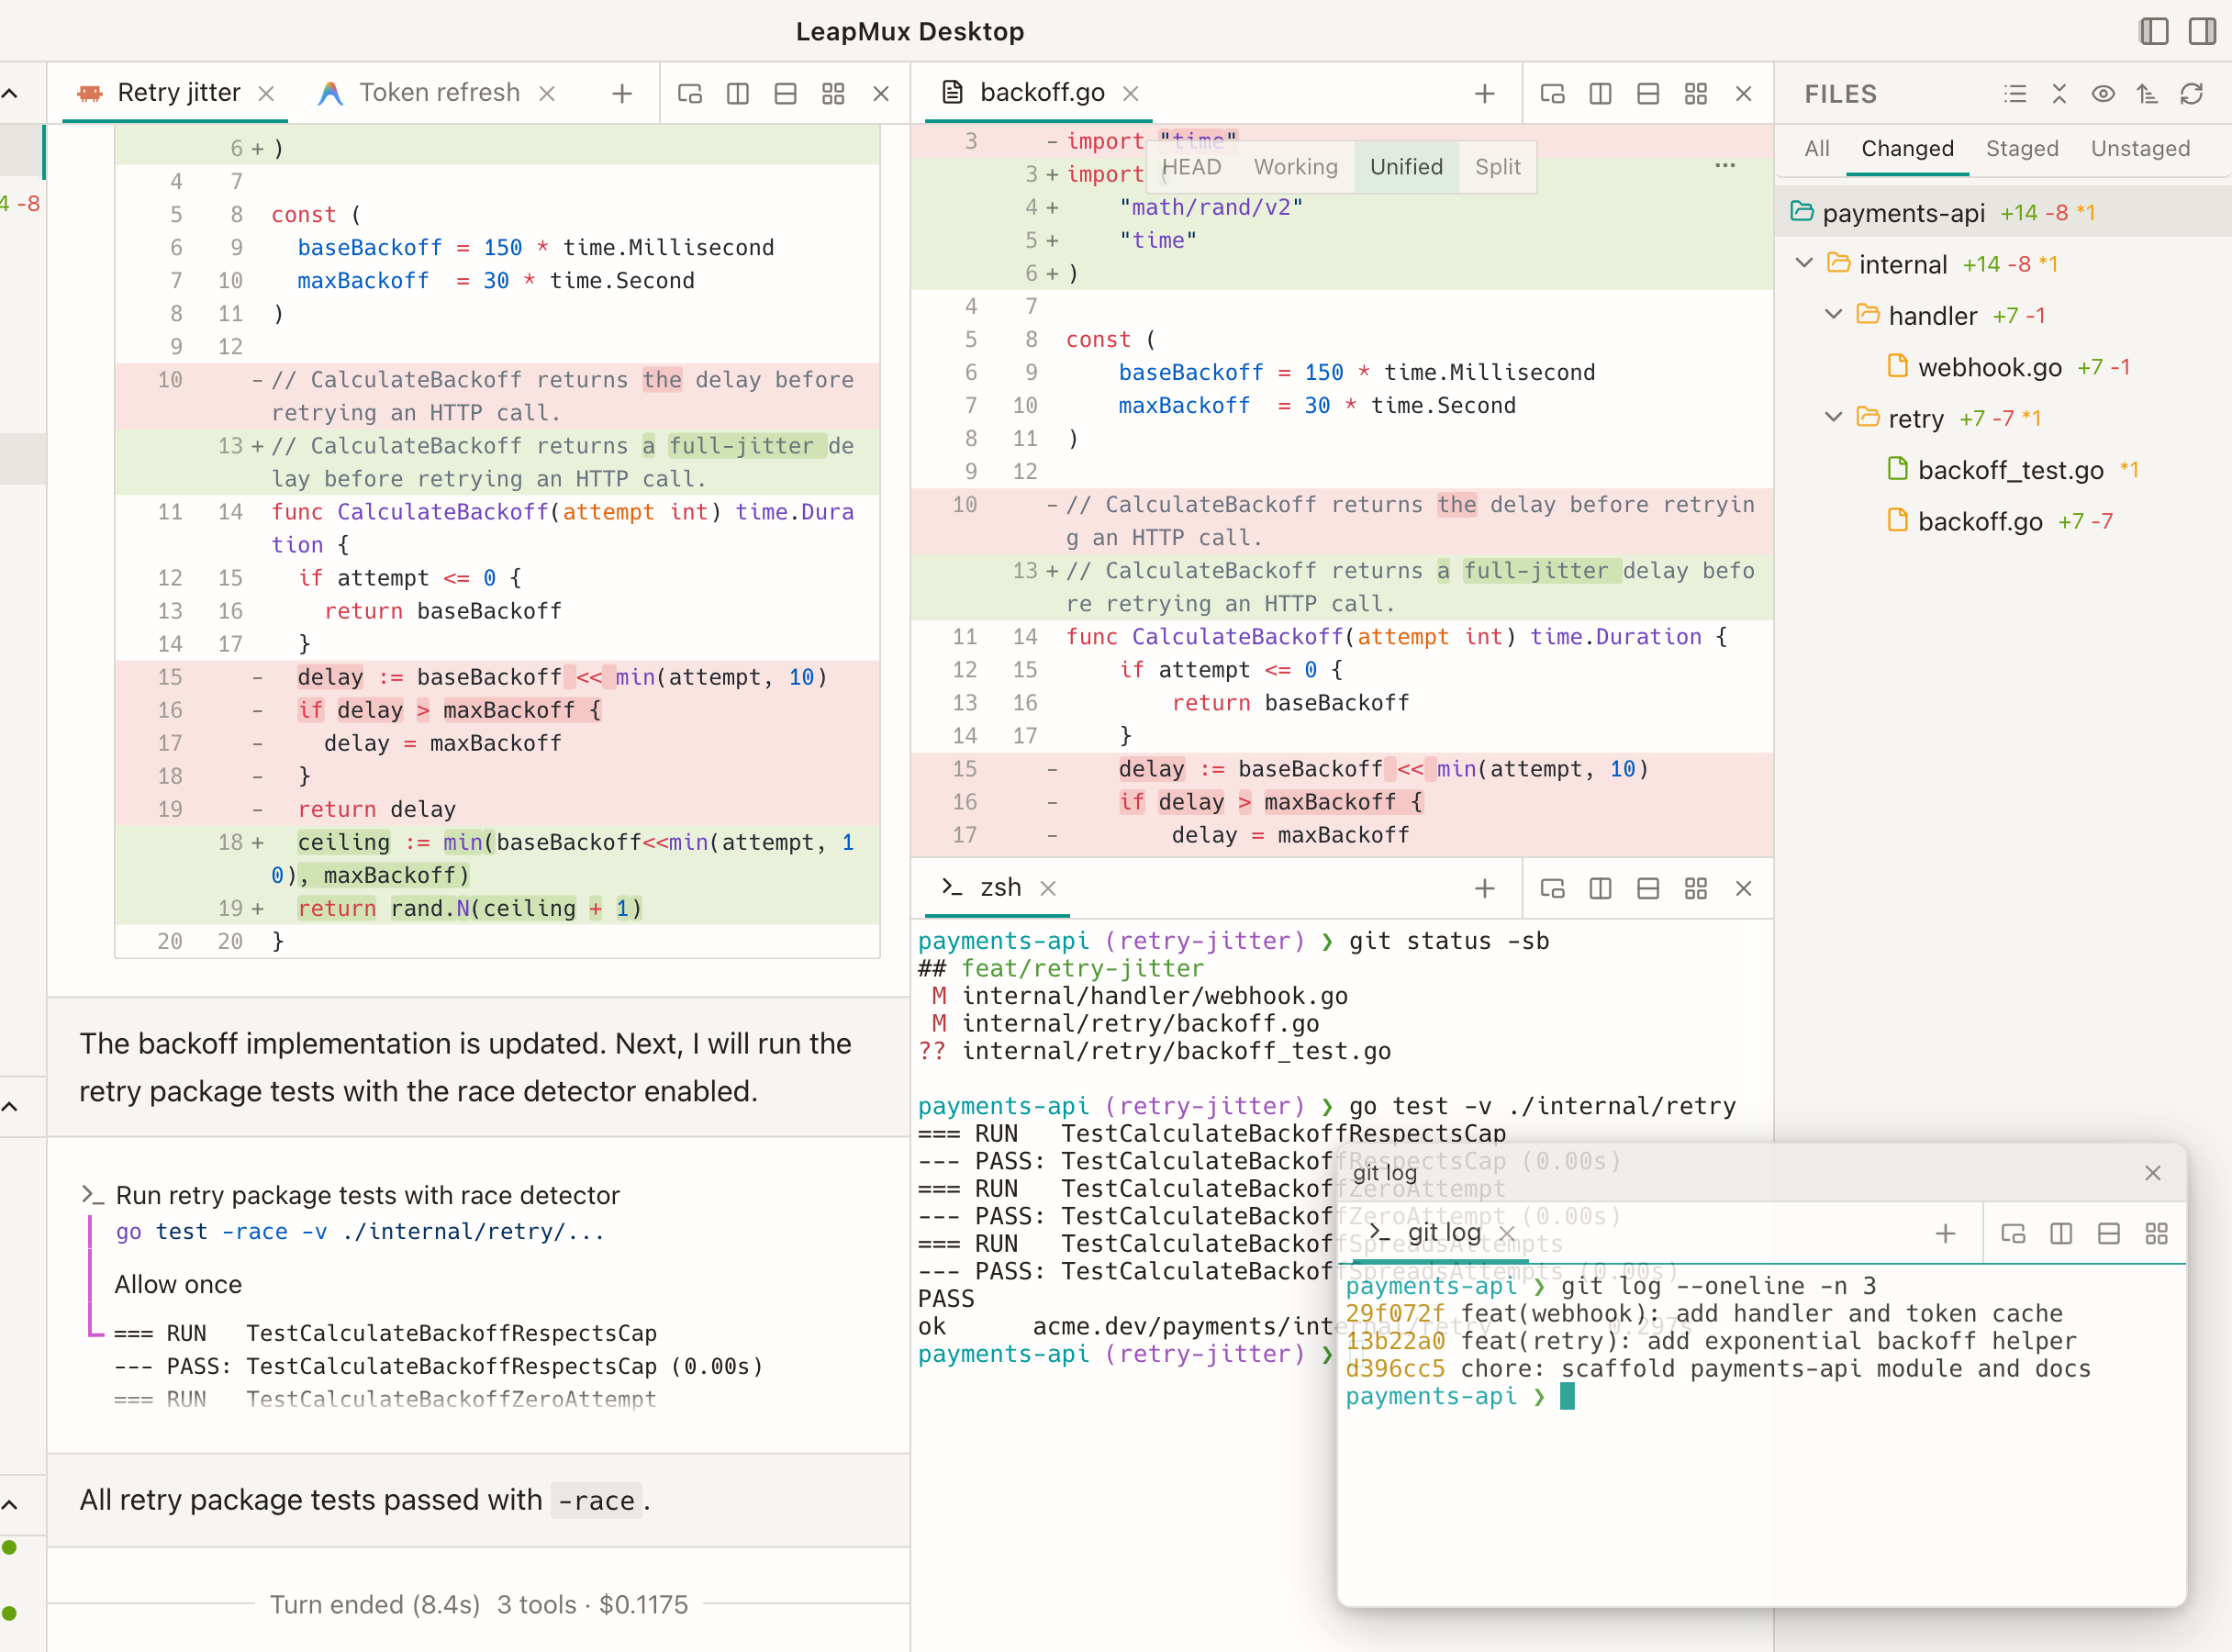 LeapMux Desktop
4 -8
Retry jitter
Token refresh
6 + )
4 7
5 8 const (
6 9 baseBackoff = 150 * time.Millisecond
7 10 maxBackoff = 30 * time.Second
8 11 )
9 12
10 - // CalculateBackoff returns the delay before
retrying an HTTP call.
13 + // CalculateBackoff returns a full-jitter de
lay before retrying an HTTP call.
11 14 func CalculateBackoff(attempt int) time.Dura
tion {
12 15 if attempt <= 0 {
13 16 return baseBackoff
14 17 }
15 - delay := baseBackoff << min(attempt, 10)
16 - if delay > maxBackoff {
17 - delay = maxBackoff
18 - }
19 - return delay
18 + ceiling := min(baseBackoff<<min(attempt, 1
0), maxBackoff)
19 + return rand.N(ceiling + 1)
20 20 }
The backoff implementation is updated. Next, I will run the
retry package tests with the race detector enabled.
Run retry package tests with race detector
go test -race -v ./internal/retry/...
Allow once
=== RUN TestCalculateBackoffRespectsCap
--- PASS: TestCalculateBackoffRespectsCap (0.00s)
=== RUN TestCalculateBackoffZeroAttempt
All retry package tests passed with -race.
Turn ended (8.4s) 3 tools · $0.1175
backoff.go
3 - import "time"
HEAD Working Unified Split
3 + import (
4 + "math/rand/v2"
5 + "time"
6 + )
4 7
5 8 const (
6 9 baseBackoff = 150 * time.Millisecond
7 10 maxBackoff = 30 * time.Second
8 11 )
9 12
10 - // CalculateBackoff returns the delay before retryin
g an HTTP call.
13 + // CalculateBackoff returns a full-jitter delay befo
re retrying an HTTP call.
11 14 func CalculateBackoff(attempt int) time.Duration {
12 15 if attempt <= 0 {
13 16 return baseBackoff
14 17 }
15 - delay := baseBackoff << min(attempt, 10)
16 - if delay > maxBackoff {
17 - delay = maxBackoff
zsh
payments-api (retry-jitter) ❯ git status -sb
## feat/retry-jitter
M internal/handler/webhook.go
M internal/retry/backoff.go
?? internal/retry/backoff_test.go
payments-api (retry-jitter) ❯ go test -v ./internal/retry
=== RUN TestCalculateBackoffRespectsCap
--- PASS: TestCalculateBackoffRespectsCap (0.00s)
=== RUN TestCalculateBackoffZeroAttempt
--- PASS: TestCalculateBackoffZeroAttempt (0.00s)
=== RUN TestCalculateBackoffSpreadsAttempts
--- PASS: TestCalculateBackoffSpreadsAttempts (0.00s)
PASS
ok acme.dev/payments/internal/retry 0.297s
payments-api (retry-jitter) ❯
git log
git log
payments-api ❯ git log --oneline -n 3
29f072f feat(webhook): add handler and token cache
13b22a0 feat(retry): add exponential backoff helper
d396cc5 chore: scaffold payments-api module and docs
payments-api ❯
FILES
All Changed Staged Unstaged
payments-api +14 -8 *1
internal +14 -8 *1
handler +7 -1
webhook.go +7 -1
retry +7 -7 *1
backoff_test.go *1
backoff.go +7 -7